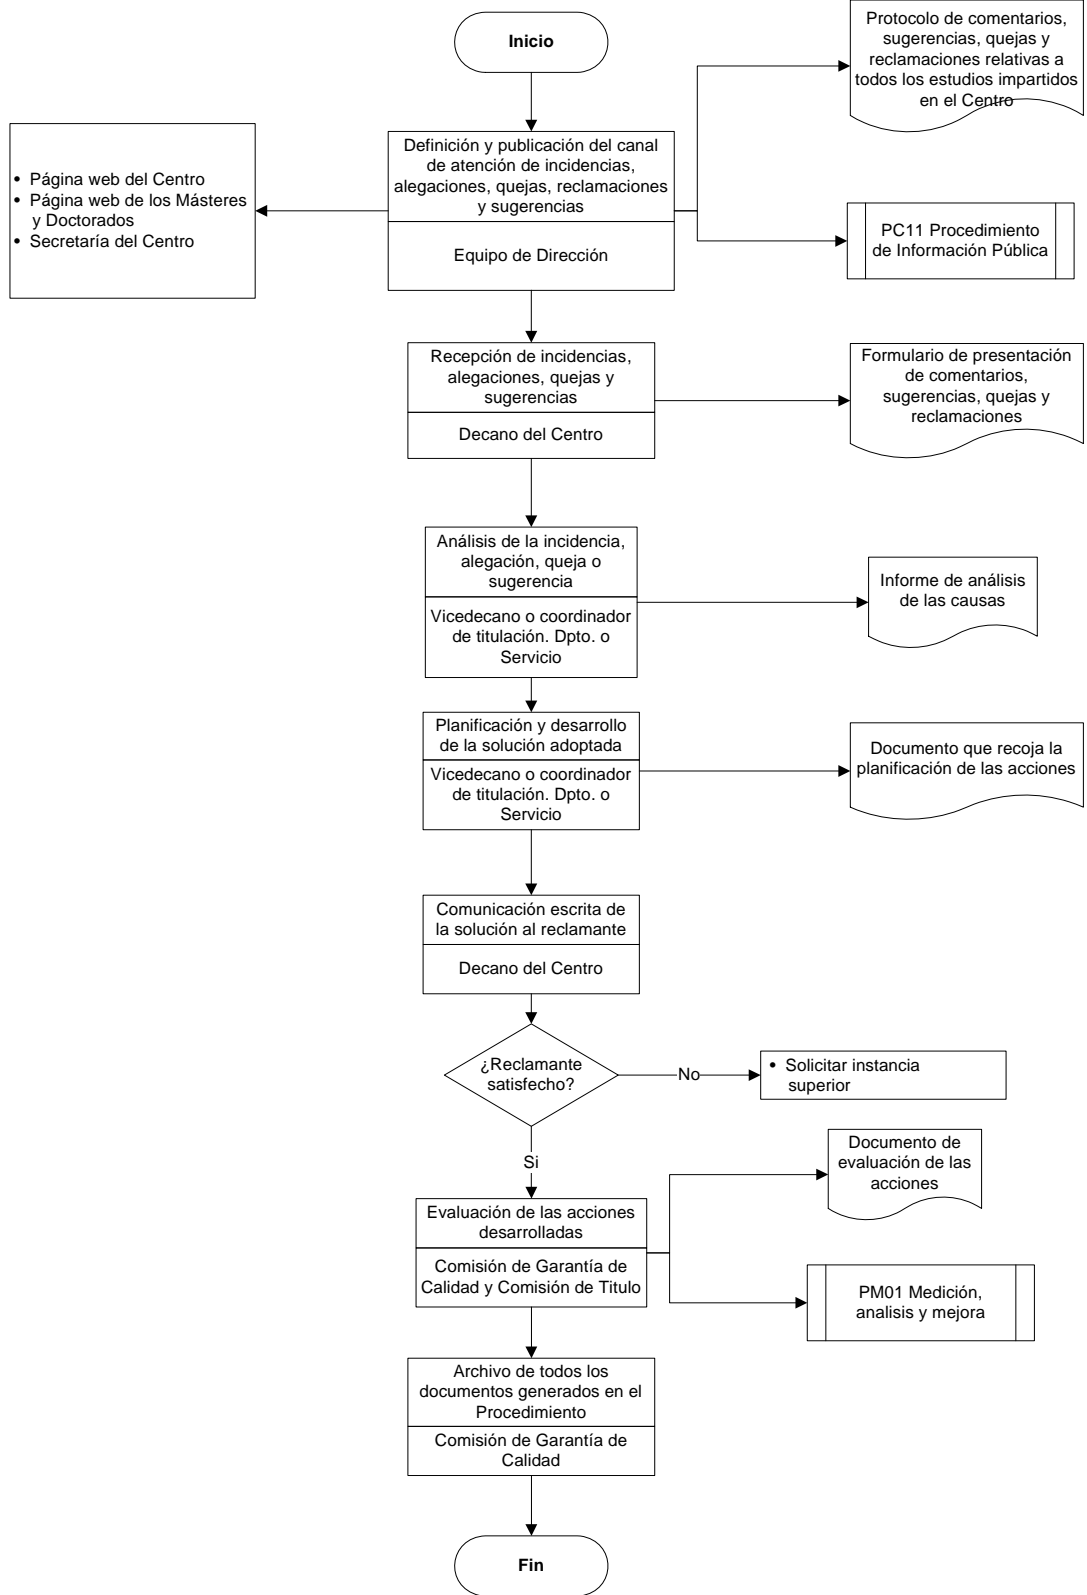 Inicio
Protocolo de comentarios,
sugerencias, quejas y
reclamaciones relativas a
todos los estudios impartidos
en el Centro
Definición y publicación del canal
de atención de incidencias,
alegaciones, quejas, reclamaciones
y sugerencias
Equipo de Dirección
• Página web del Centro
• Página web de los Másteres
y Doctorados
• Secretaría del Centro
PC11 Procedimiento
de Información Pública
Recepción de incidencias,
alegaciones, quejas y
sugerencias
Decano del Centro
Formulario de presentación
de comentarios,
sugerencias, quejas y
reclamaciones
Análisis de la incidencia,
alegación, queja o
sugerencia
Vicedecano o coordinador
de titulación. Dpto. o
Servicio
Informe de análisis
de las causas
Planificación y desarrollo
de la solución adoptada
Vicedecano o coordinador
de titulación. Dpto. o
Servicio
Documento que recoja la
planificación de las acciones
Comunicación escrita de
la solución al reclamante
Decano del Centro
¿Reclamante
satisfecho?
No
• Solicitar instancia
superior
Si
Documento de
evaluación de las
acciones
Evaluación de las acciones
desarrolladas
Comisión de Garantía de
Calidad y Comisión de Titulo
PM01 Medición,
analisis y mejora
Archivo de todos los
documentos generados en el
Procedimiento
Comisión de Garantía de
Calidad
Fin